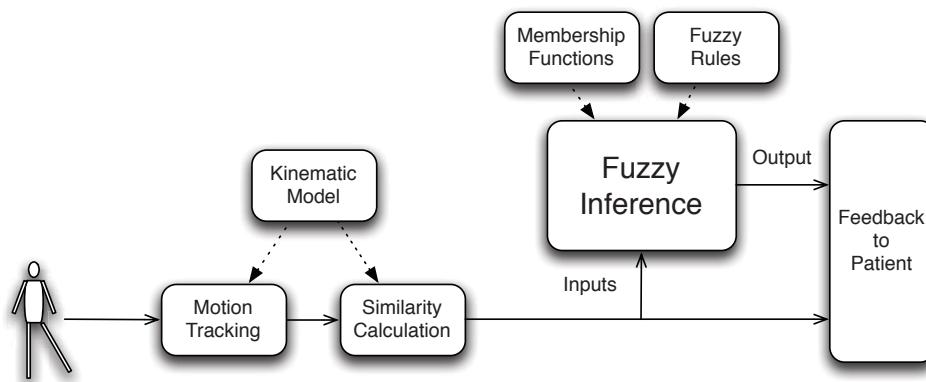 Membership
Functions
Fuzzy
Rules
Kinematic
Model
Fuzzy
Inference
Output
Feedback
to
Patient
Inputs
Motion
Tracking
Similarity
Calculation